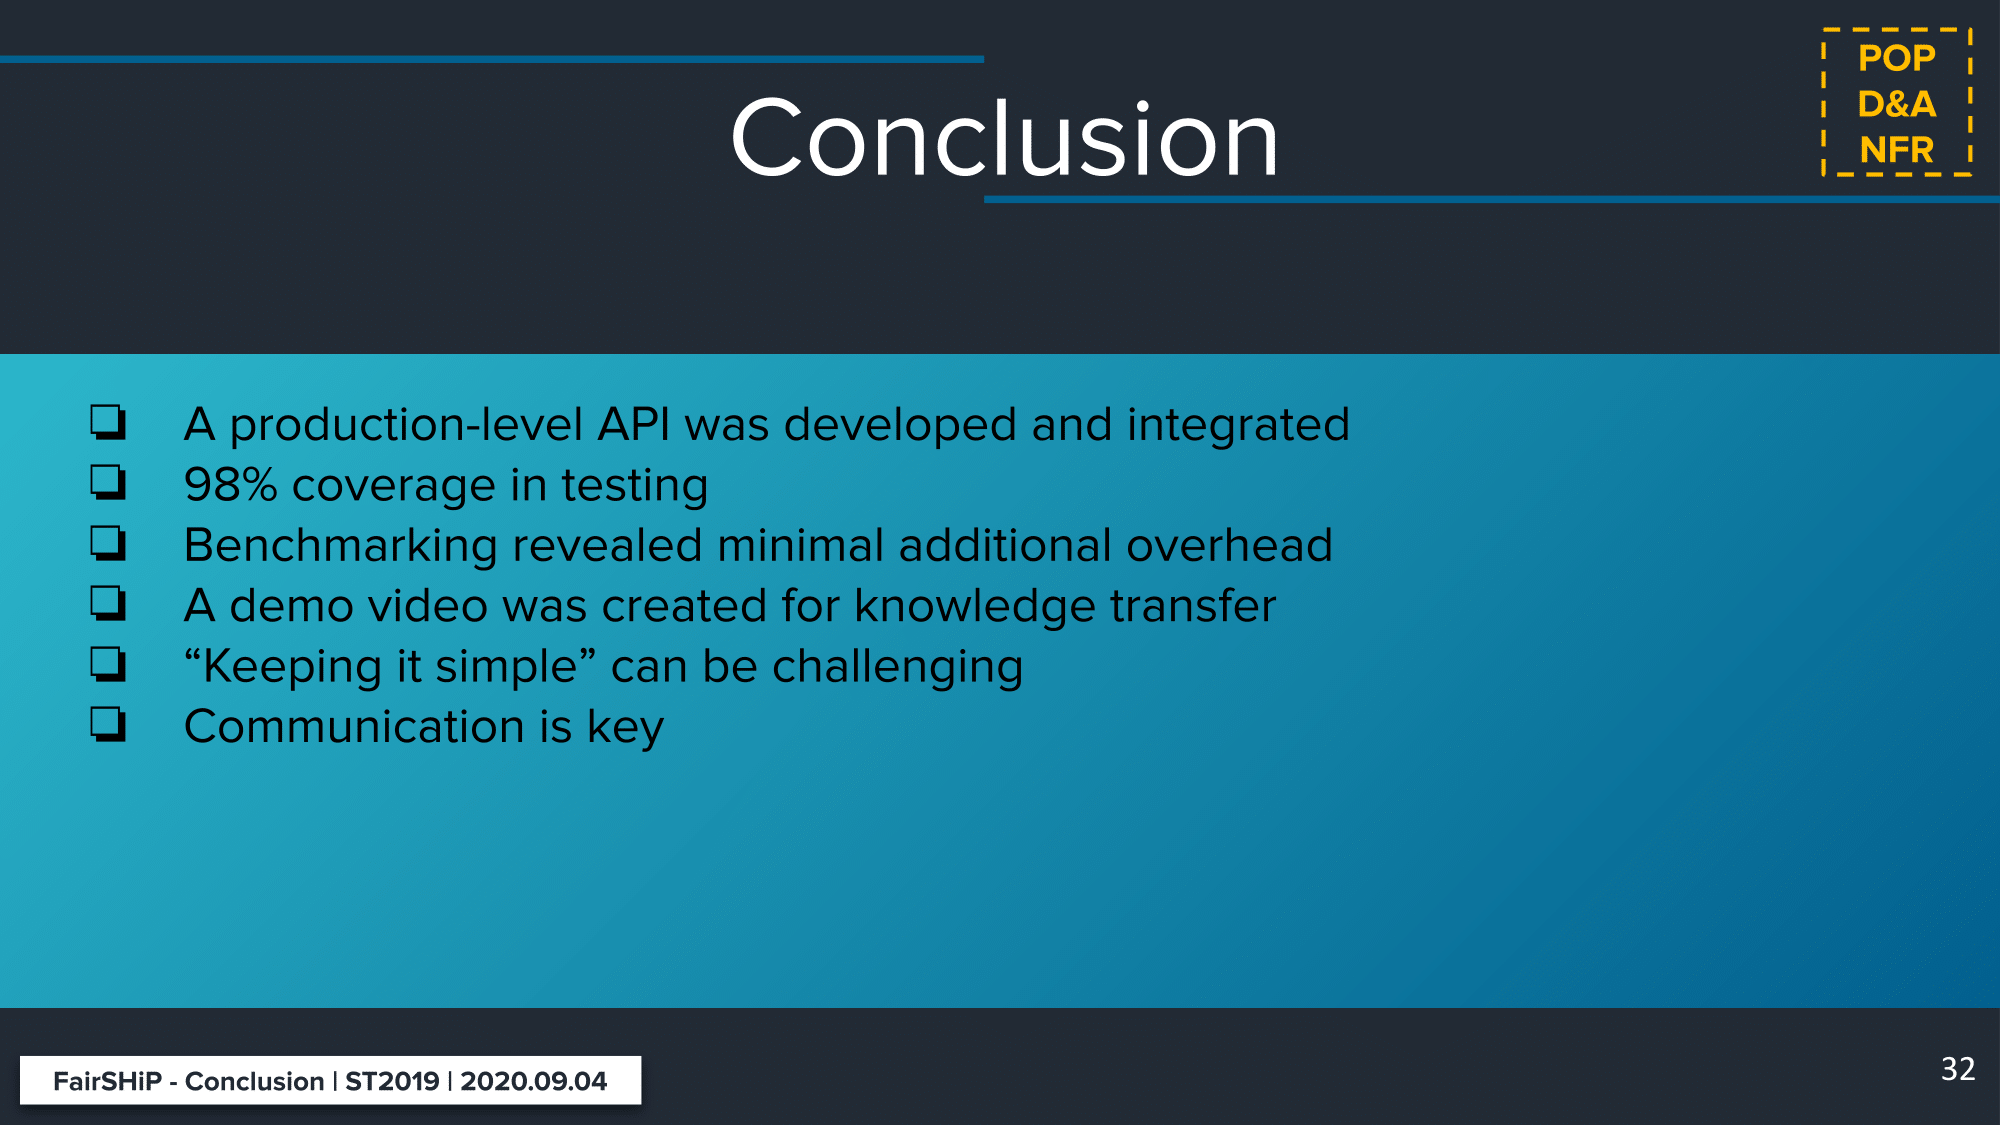 Conclusion
POP
D&A
NFR
❏ A production-level API was developed and integrated
❏ 98% coverage in testing
❏ Benchmarking revealed minimal additional overhead
❏ A demo video was created for knowledge transfer
❏ “Keeping it simple” can be challenging
❏ Communication is key
FairSHiP - Conclusion | ST2019 | 2020.09.04
32